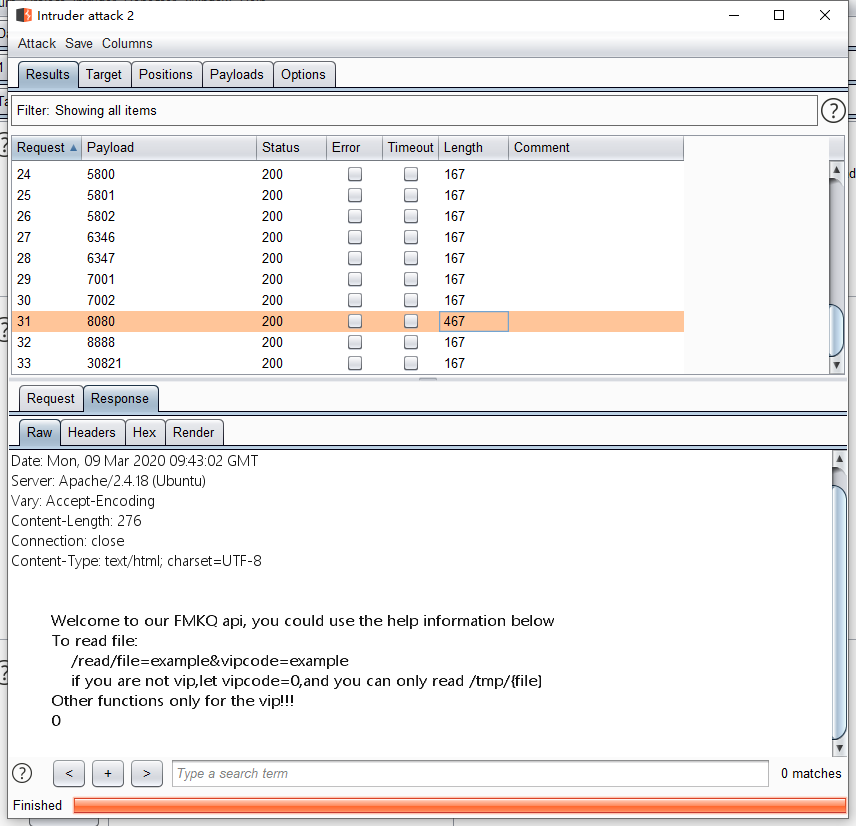 Intruder attack 2
Attack Save Columns
Results Target Positions Payloads Options
Filter: Showing all items ?
Request Payload Status Error Timeout Length Comment
24 5800 200 167
25 5801 200 167
26 5802 200 167
27 6346 200 167
28 6347 200 167
29 7001 200 167
30 7002 200 167
31 8080 200 467
32 8888 200 167
33 30821 200 167
Request Response
Raw Headers Hex Render
Date: Mon, 09 Mar 2020 09:43:02 GMT
Server: Apache/2.4.18 (Ubuntu)
Vary: Accept-Encoding
Content-Length: 276
Connection: close
Content-Type: text/html; charset=UTF-8
Welcome to our FMKQ api, you could use the help information below
To read file:
/read/file=example&vipcode=example
if you are not vip,let vipcode=0,and you can only read /tmp/{file}
Other functions only for the vip!!!
0
? < + > Type a search term 0 matches
Finished